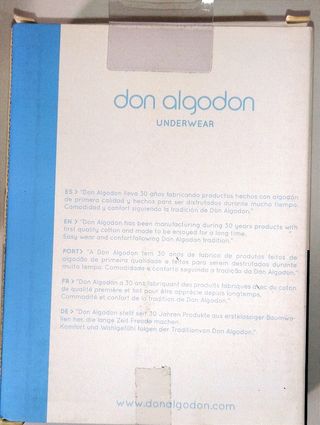 don algodon
UNDERWEAR
ES > "Don Algodon lleva 30 años fabricando productos hechos con algodón
de primera calidad y hechos para ser disfrutados durante mucho tiempo.
Comodidad y confort siguiendo la tradición de Don Algodon."
EN > "Don Algodon has been manufacturing during 30 years products with
first quality cotton and made to be enjoyed for a long time.
Easy wear and confortfollowing Don Algodon tradition."
PORT> "A Don Algodon tem 30 anos de fabrico de produtos feitos de
algodão de primeira qualidade e feitos para serem desfrutados durante
muito tempo. Comodidade e conforto seguindo a tradição da Don Algodon."
FR > "Don Algodon a 30 ans fabriquant des produits fabriqués avec du coton
de qualité première et fait pour être apprécié depuis longtemps.
Commodité et confort de la tradition de Don Algodon."
DE > "Don Algodon stellt seit 30 Jahren Produkte aus erstklassiger Baumwo-
llen her, die lange Zeit Freude machen.
Komfort und Wohlgefühl folgen der Traditionvon Don Algodon."
www.donalgodon.com